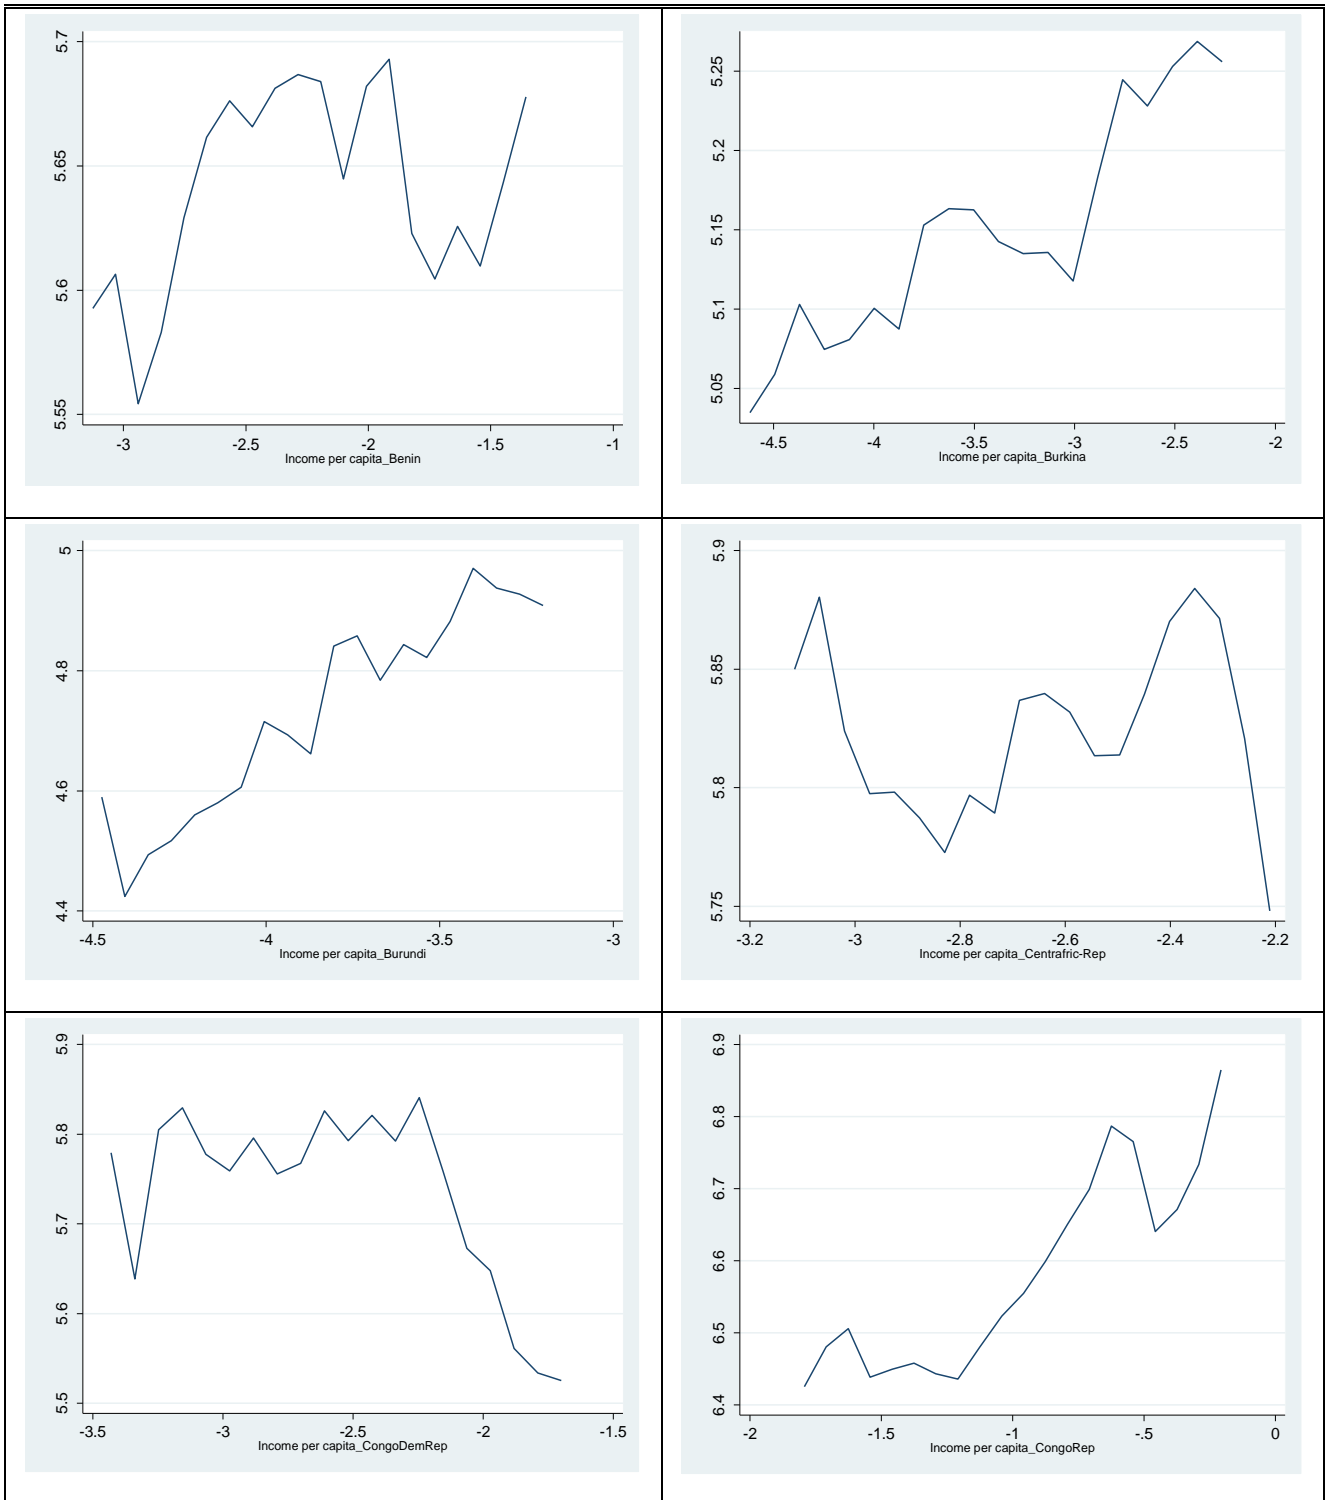 5.7
5.65
5.6
5.55
-3 -2.5 -2 -1.5 -1
Income per capita_Benin
5.25
5.2
5.15
5.1
5.05
-4.5 -4 -3.5 -3 -2.5 -2
Income per capita_Burkina
5
4.8
4.6
4.4
-4.5 -4 -3.5 -3
Income per capita_Burundi
5.9
5.85
5.8
5.75
-3.2 -3 -2.8 -2.6 -2.4 -2.2
Income per capita_Centrafric-Rep
5.9
5.8
5.7
5.6
5.5
-3.5 -3 -2.5 -2 -1.5
Income per capita_CongoDemRep
6.9
6.8
6.7
6.6
6.5
6.4
-2 -1.5 -1 -.5 0
Income per capita_CongoRep